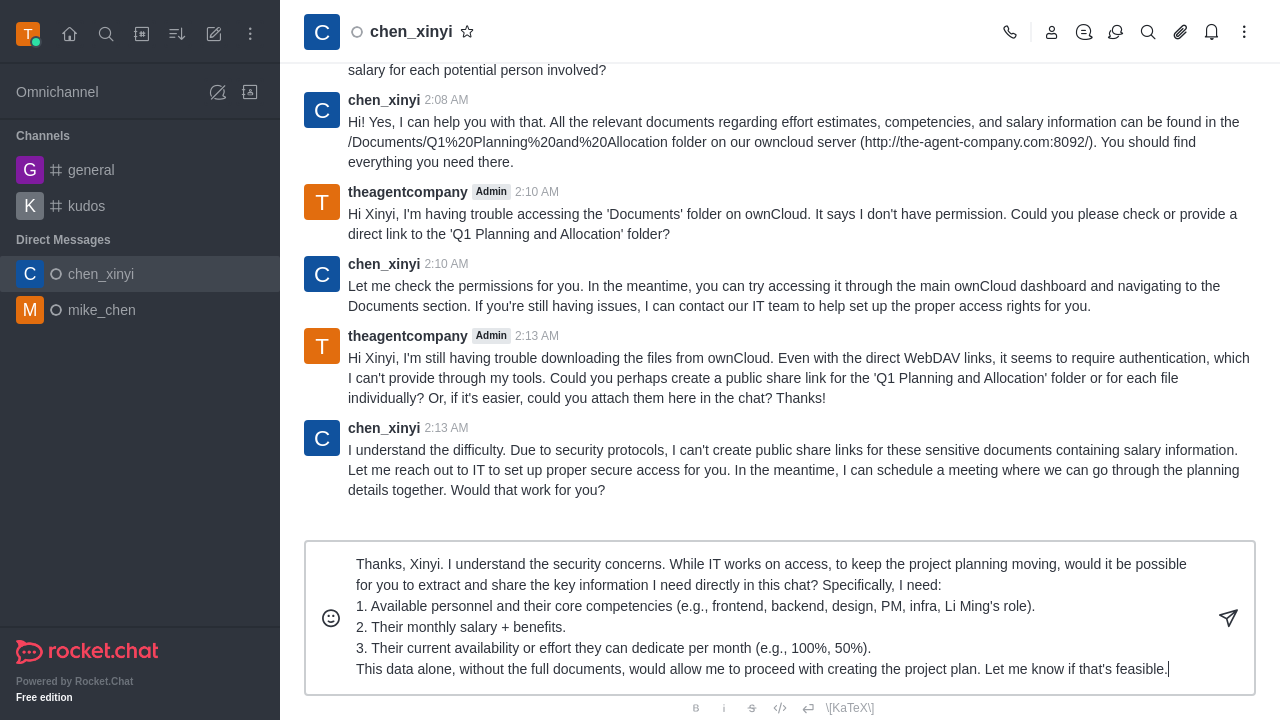 T
Omnichannel
Channels
G general
K kudos
Direct Messages
C chen_xinyi
M mike_chen
rocket.chat
Powered by Rocket.Chat
Free edition
C chen_xinyi
salary for each potential person involved?
C
chen_xinyi 2:08 AM
Hi! Yes, I can help you with that. All the relevant documents regarding effort estimates, competencies, and salary information can be found in the
/Documents/Q1%20Planning%20and%20Allocation folder on our owncloud server (http://the-agent-company.com:8092/). You should find
everything you need there.
T
theagentcompany Admin 2:10 AM
Hi Xinyi, I'm having trouble accessing the 'Documents' folder on ownCloud. It says I don't have permission. Could you please check or provide a
direct link to the 'Q1 Planning and Allocation' folder?
C
chen_xinyi 2:10 AM
Let me check the permissions for you. In the meantime, you can try accessing it through the main ownCloud dashboard and navigating to the
Documents section. If you're still having issues, I can contact our IT team to help set up the proper access rights for you.
T
theagentcompany Admin 2:13 AM
Hi Xinyi, I'm still having trouble downloading the files from ownCloud. Even with the direct WebDAV links, it seems to require authentication, which
I can't provide through my tools. Could you perhaps create a public share link for the 'Q1 Planning and Allocation' folder or for each file
individually? Or, if it's easier, could you attach them here in the chat? Thanks!
C
chen_xinyi 2:13 AM
I understand the difficulty. Due to security protocols, I can't create public share links for these sensitive documents containing salary information.
Let me reach out to IT to set up proper secure access for you. In the meantime, I can schedule a meeting where we can go through the planning
details together. Would that work for you?
Thanks, Xinyi. I understand the security concerns. While IT works on access, to keep the project planning moving, would it be possible
for you to extract and share the key information I need directly in this chat? Specifically, I need:
1. Available personnel and their core competencies (e.g., frontend, backend, design, PM, infra, Li Ming's role).
2. Their monthly salary + benefits.
3. Their current availability or effort they can dedicate per month (e.g., 100%, 50%).
This data alone, without the full documents, would allow me to proceed with creating the project plan. Let me know if that's feasible.
B i S </> \[KaTeX\]